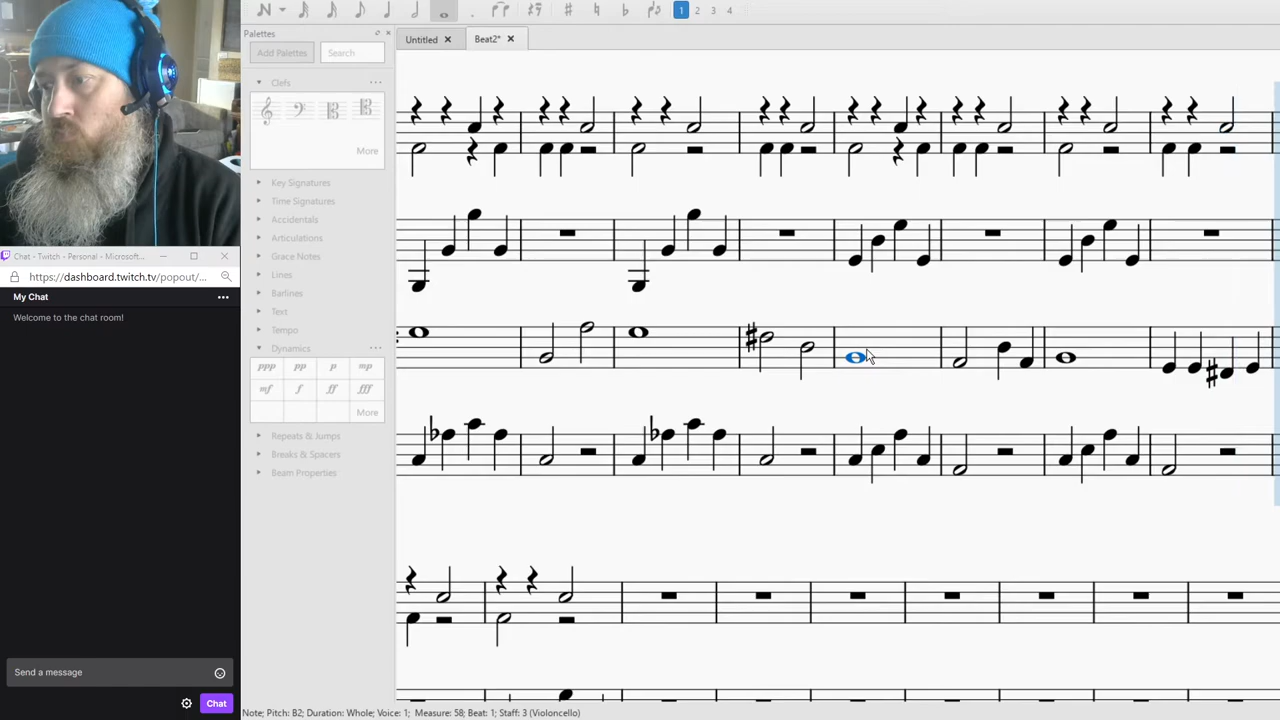 1 2 3 4
Palettes
Untitled
Beat2*
Add Palettes
Search
Clefs
More
Key Signatures
Time Signatures
Accidentals
Articulations
Grace Notes
Lines
Barlines
Text
Tempo
Dynamics
ppp pp p mp
mf f ff fff
More
Repeats & Jumps
Breaks & Spacers
Beam Properties
Chat - Twitch - Personal - Microsoft...
https://dashboard.twitch.tv/popout/...
My Chat
Welcome to the chat room!
Send a message
Chat
Note; Pitch: B2; Duration: Whole; Voice: 1; Measure: 58; Beat: 1; Staff: 3 (Violoncello)